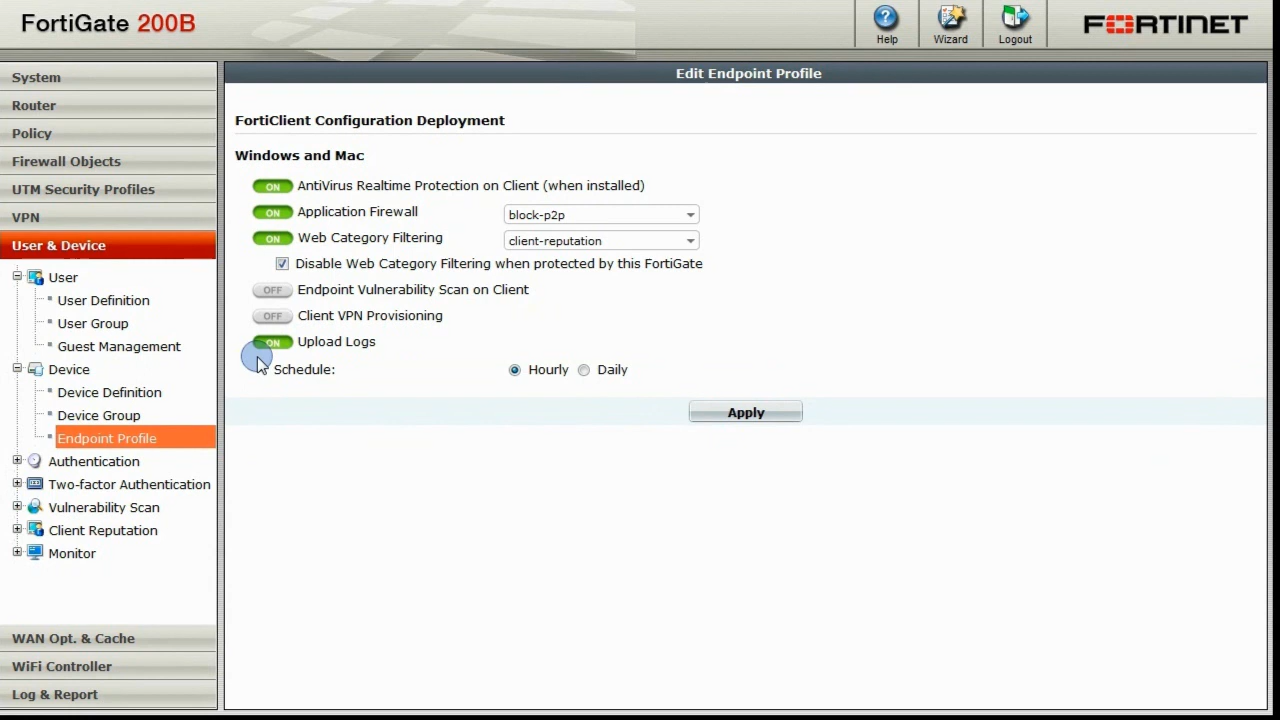 FortiGate 200B
Help
Wizard
Logout
FORTINET
System
Router
Policy
Firewall Objects
UTM Security Profiles
VPN
User & Device
User
User Definition
User Group
Guest Management
Device
Device Definition
Device Group
Endpoint Profile
Authentication
Two-factor Authentication
Vulnerability Scan
Client Reputation
Monitor
WAN Opt. & Cache
WiFi Controller
Log & Report
Edit Endpoint Profile
FortiClient Configuration Deployment
Windows and Mac
ON AntiVirus Realtime Protection on Client (when installed)
ON Application Firewall block-p2p
ON Web Category Filtering client-reputation
Disable Web Category Filtering when protected by this FortiGate
OFF Endpoint Vulnerability Scan on Client
OFF Client VPN Provisioning
ON Upload Logs
Schedule: Hourly Daily
Apply